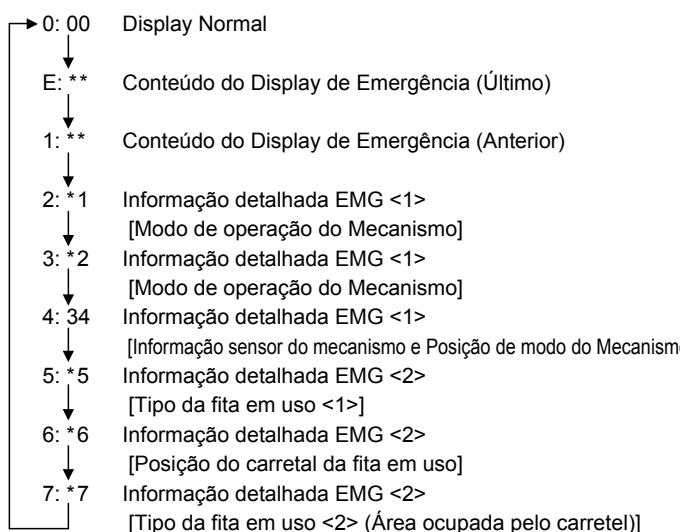 0: 00 Display Normal
E: ** Conteúdo do Display de Emergência (Último)
1: ** Conteúdo do Display de Emergência (Anterior)
2: *1 Informação detalhada EMG <1>
[Modo de operação do Mecanismo]
3: *2 Informação detalhada EMG <1>
[Modo de operação do Mecanismo]
4: 34 Informação detalhada EMG <1>
[Informação sensor do mecanismo e Posição de modo do Mecanism
5: *5 Informação detalhada EMG <2>
[Tipo da fita em uso <1>]
6: *6 Informação detalhada EMG <2>
[Posição do carretal da fita em uso]
7: *7 Informação detalhada EMG <2>
[Tipo da fita em uso <2> (Área ocupada pelo carretel)]